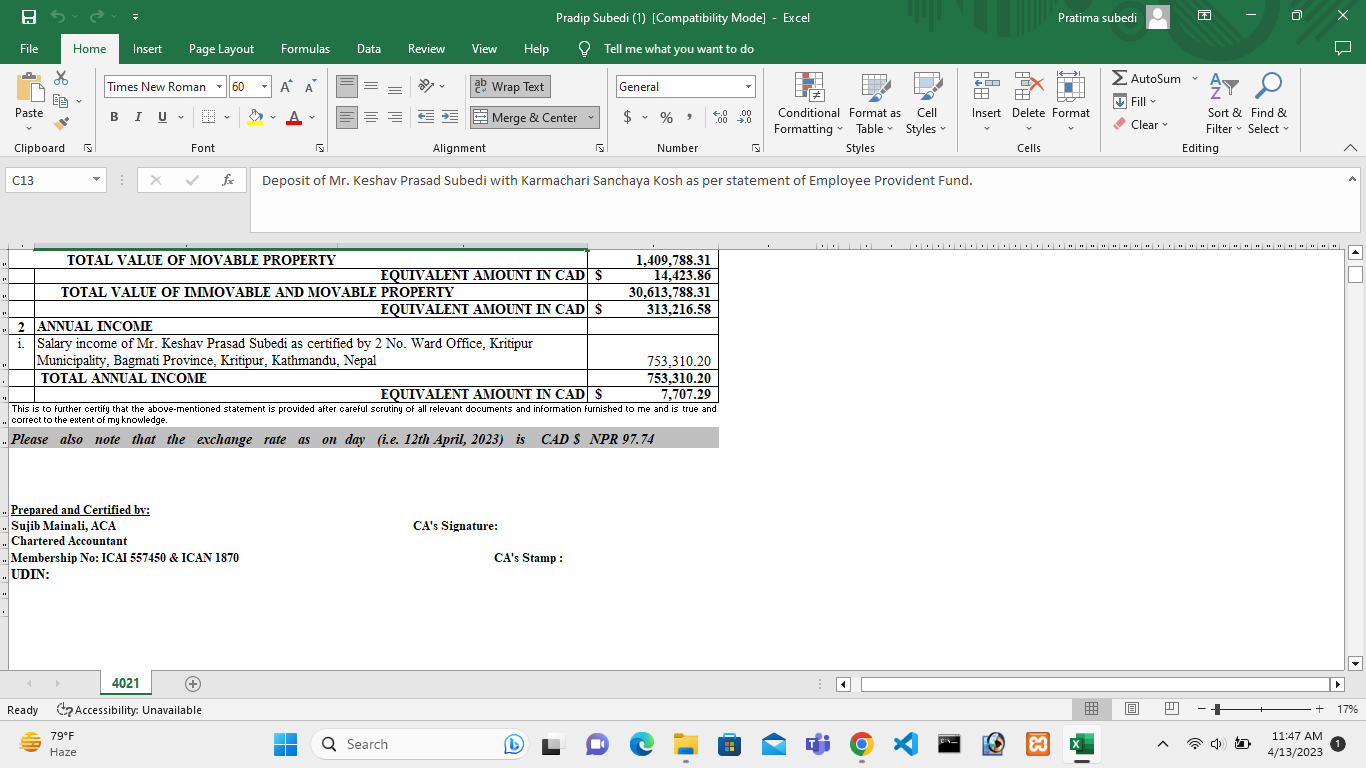 Pradip Subedi (1) [Compatibility Mode] - Excel
Pratima subedi
File Home Insert Page Layout Formulas Data Review View Help Tell me what you want to do
Paste
Clipboard
Times New Roman 60
B I U
Font
Wrap Text
Merge & Center
Alignment
General
$ % ,
Number
Conditional Formatting
Format as Table
Cell Styles
Styles
Insert Delete Format
Cells
AutoSum
Fill
Clear
Sort & Filter
Find & Select
Editing
C13
fx
Deposit of Mr. Keshav Prasad Subedi with Karmachari Sanchaya Kosh as per statement of Employee Provident Fund.
TOTAL VALUE OF MOVABLE PROPERTY 1,409,788.31
EQUIVALENT AMOUNT IN CAD $ 14,423.86
TOTAL VALUE OF IMMOVABLE AND MOVABLE PROPERTY 30,613,788.31
EQUIVALENT AMOUNT IN CAD $ 313,216.58
2 ANNUAL INCOME
i. Salary income of Mr. Keshav Prasad Subedi as certified by 2 No. Ward Office, Kritipur
Municipality, Bagmati Province, Kritipur, Kathmandu, Nepal 753,310.20
TOTAL ANNUAL INCOME 753,310.20
EQUIVALENT AMOUNT IN CAD $ 7,707.29
This is to further certify that the above-mentioned statement is provided after careful scrutiny of all relevant documents and information furnished to me and is true and
correct to the extent of my knowledge.
Please also note that the exchange rate as on day (i.e. 12th April, 2023) is CAD $ NPR 97.74
Prepared and Certified by:
Sujib Mainali, ACA CA's Signature:
Chartered Accountant
Membership No: ICAI 557450 & ICAN 1870 CA's Stamp :
UDIN:
4021
Ready Accessibility: Unavailable 17%
79°F
Haze
Search
11:47 AM
4/13/2023
1